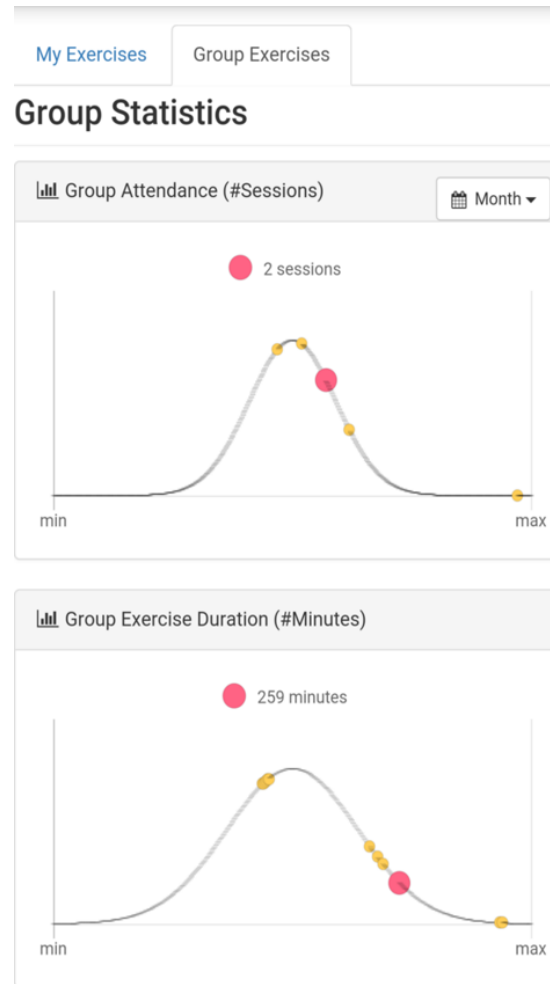 My Exercises
Group Exercises
Group Statistics
Group Attendance (#Sessions)
Month
2 sessions
min
max
Group Exercise Duration (#Minutes)
259 minutes
min
max